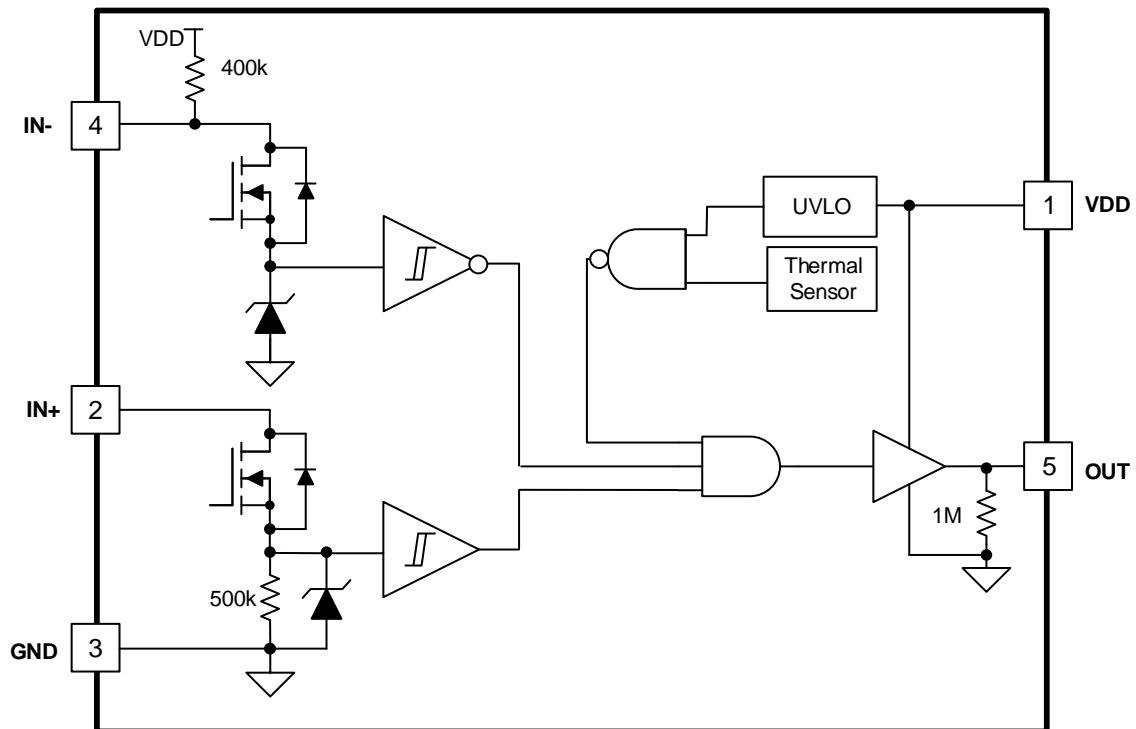 VDD
400k
IN-
4
UVLO
1
VDD
Thermal
Sensor
IN+
2
5
OUT
1M
500k
GND
3